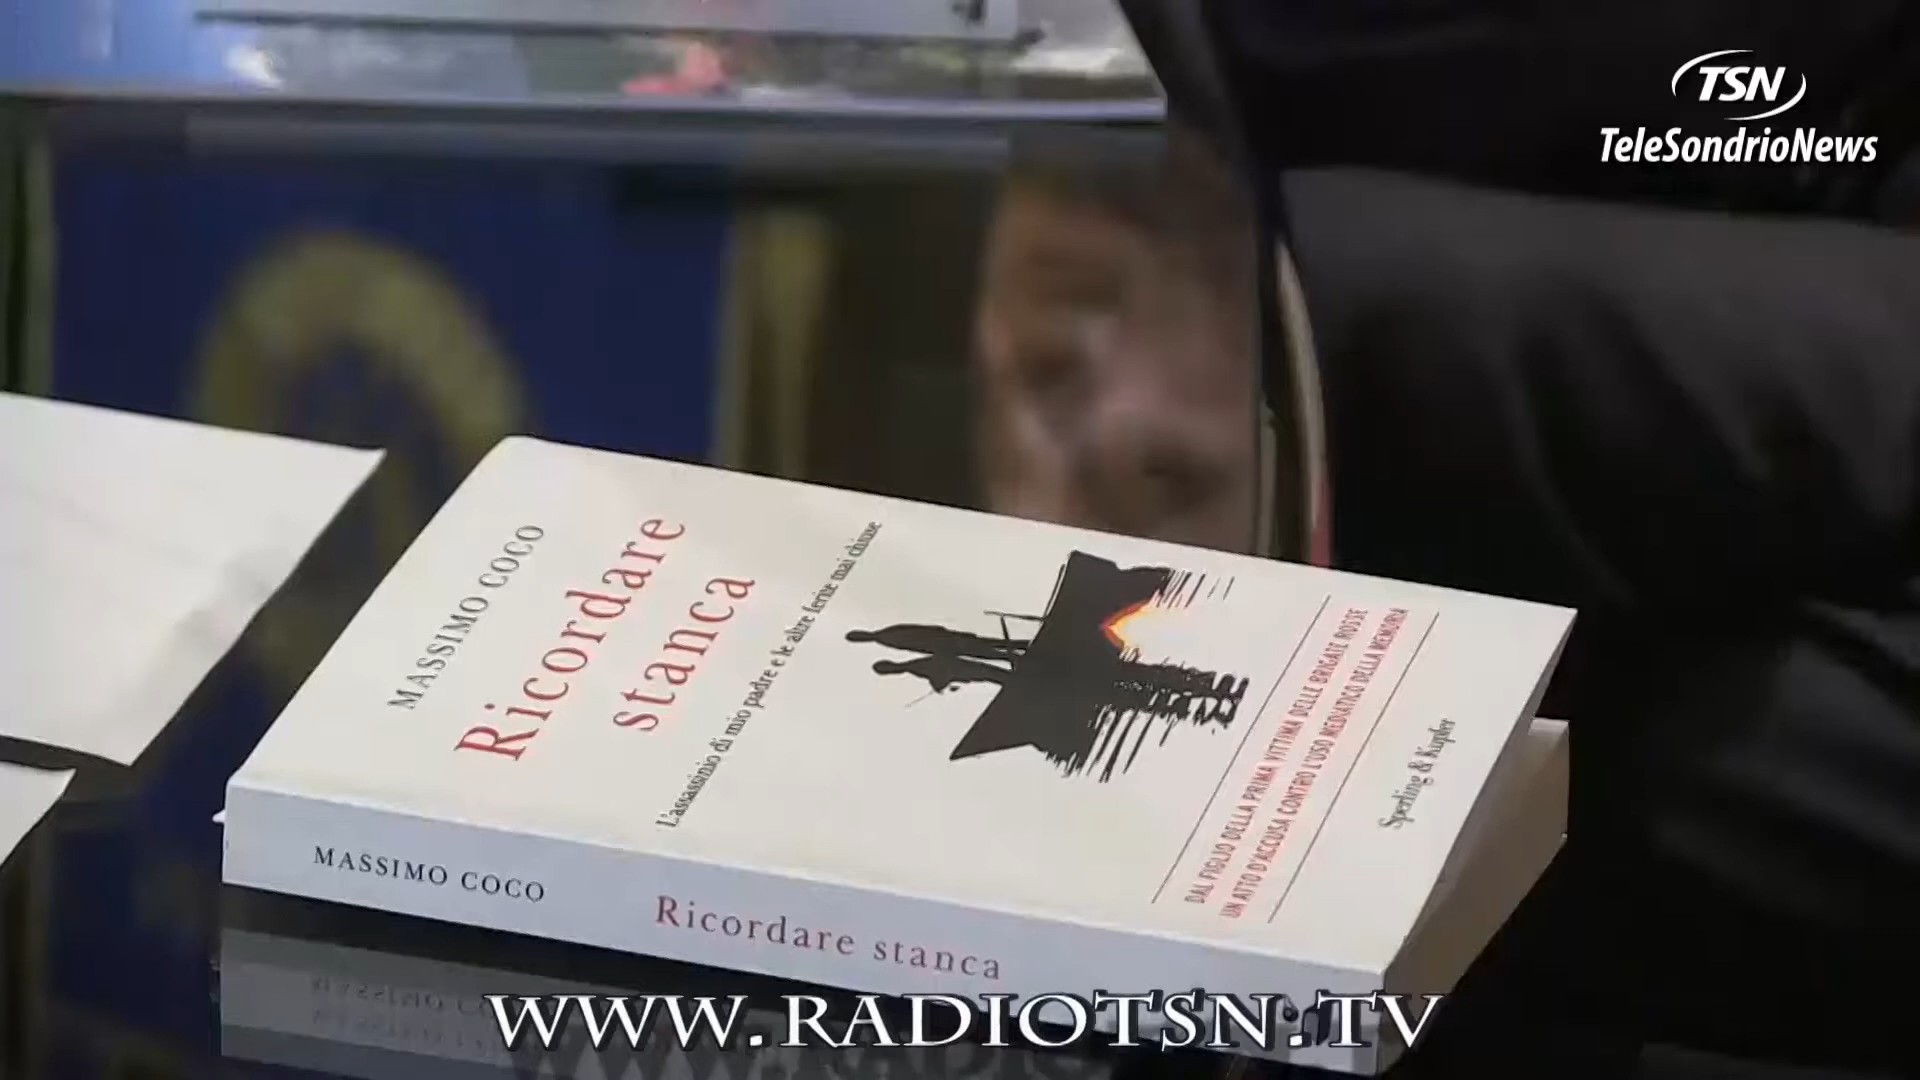 TSN
TeleSondrioNews
MASSIMO COCO
Ricordare
stanca
L'assassinio di mio padre e le altre ferite mai chiuse
DAL FIGLIO DELLA PRIMA VITTIMA DELLE BRIGATE ROSSE
UN ATTO D'ACCUSA CONTRO L'USO MEDIATICO DELLA MEMORIA
Sperling & Kupfer
MASSIMO COCO
Ricordare stanca
WWW.RADIOTSN.TV